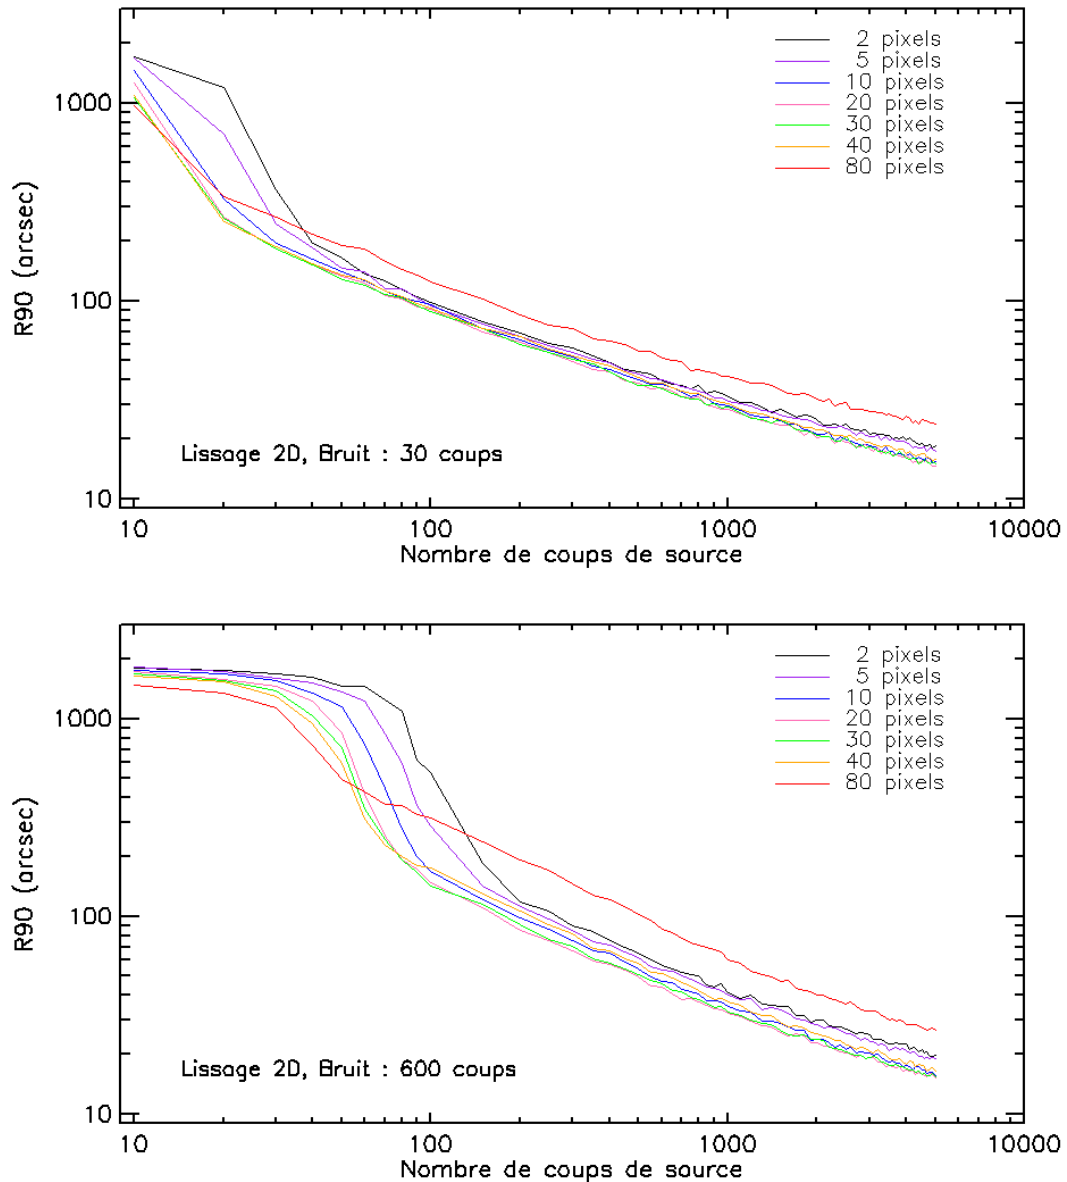 2 pixels
5 pixels
10 pixels
20 pixels
30 pixels
40 pixels
80 pixels
1000
100
10
R90 (arcsec)
Lissage 2D, Bruit : 30 coups
10 100 1000 10000
Nombre de coups de source
2 pixels
5 pixels
10 pixels
20 pixels
30 pixels
40 pixels
80 pixels
1000
100
10
R90 (arcsec)
Lissage 2D, Bruit : 600 coups
10 100 1000 10000
Nombre de coups de source